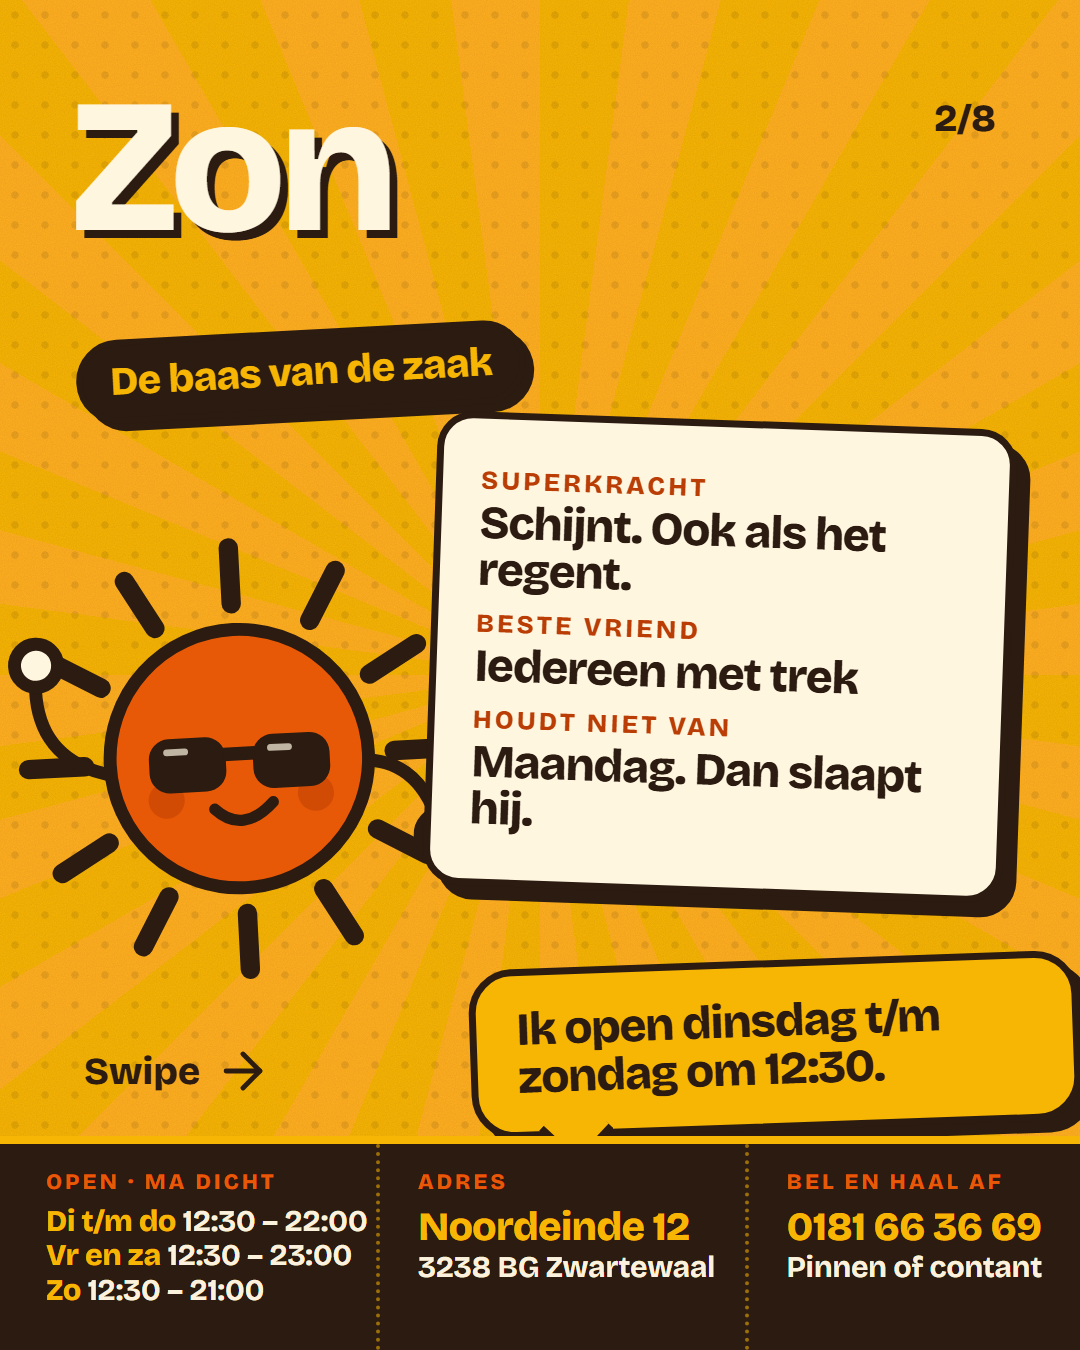 Zon
2/8
De baas van de zaak
SUPERKRACHT
Schijnt. Ook als het
regent.
BESTE VRIEND
Iedereen met trek
HOUDT NIET VAN
Maandag. Dan slaapt
hij.
Ik open dinsdag t/m
zondag om 12:30.
Swipe →
OPEN · MA DICHT
Di t/m do 12:30 – 22:00
Vr en za 12:30 – 23:00
Zo 12:30 – 21:00
ADRES
Noordeinde 12
3238 BG Zwartewaal
BEL EN HAAL AF
0181 66 36 69
Pinnen of contant